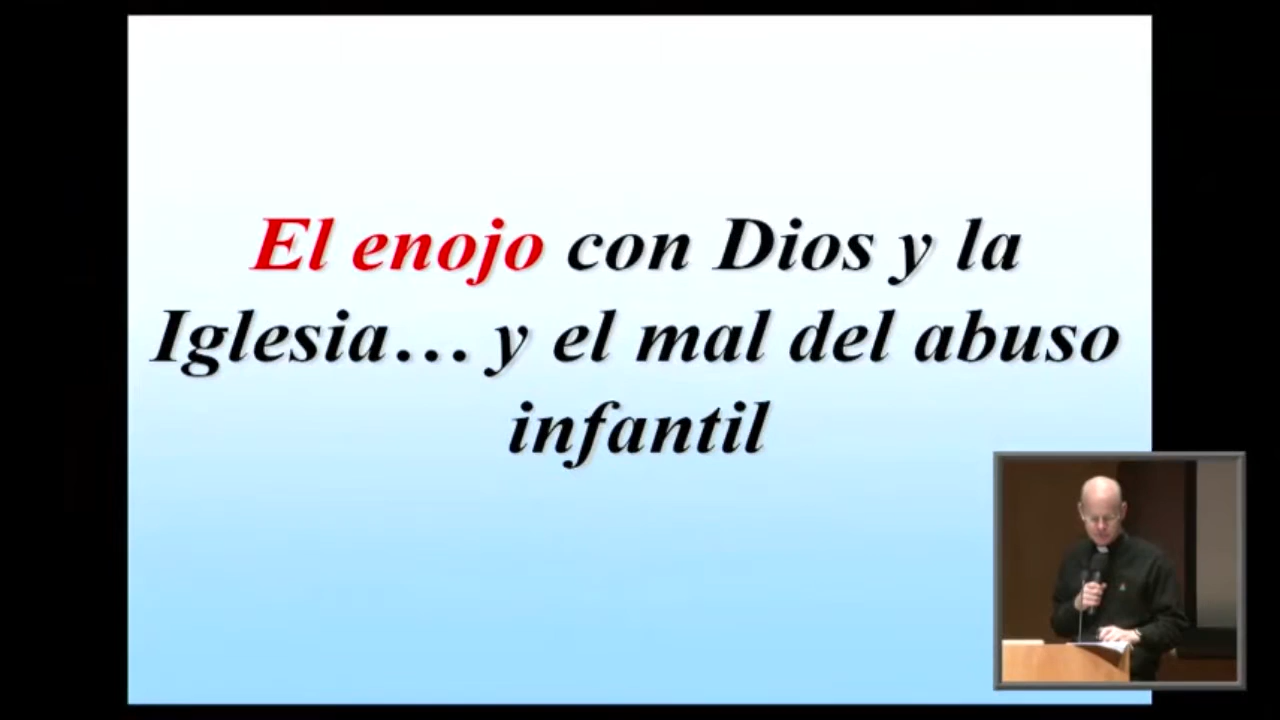 El enojo con Dios y la
Iglesia… y el mal del abuso
infantil